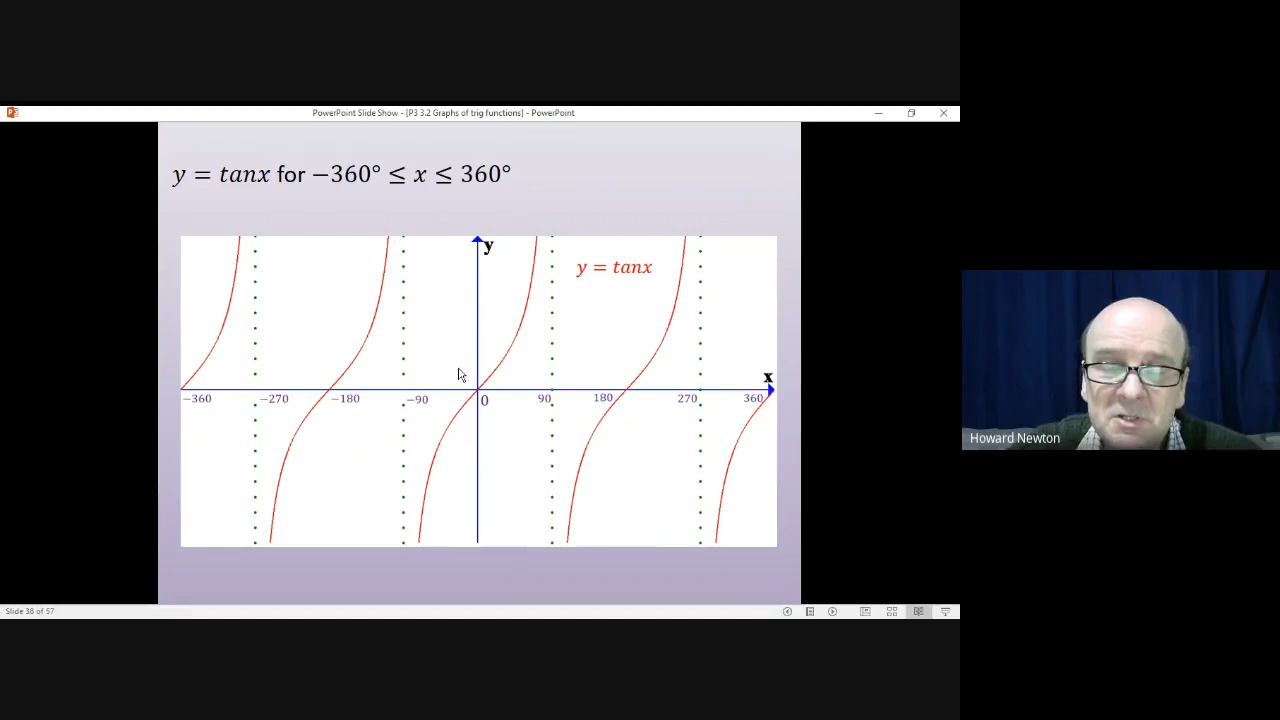 PowerPoint Slide Show - [P3 3.2 Graphs of trig functions] - PowerPoint
y = tanx for −360° ≤ x ≤ 360°
y
y = tanx
x
−360 −270 −180 −90 0 90 180 270 360
Howard Newton
Slide 38 of 57